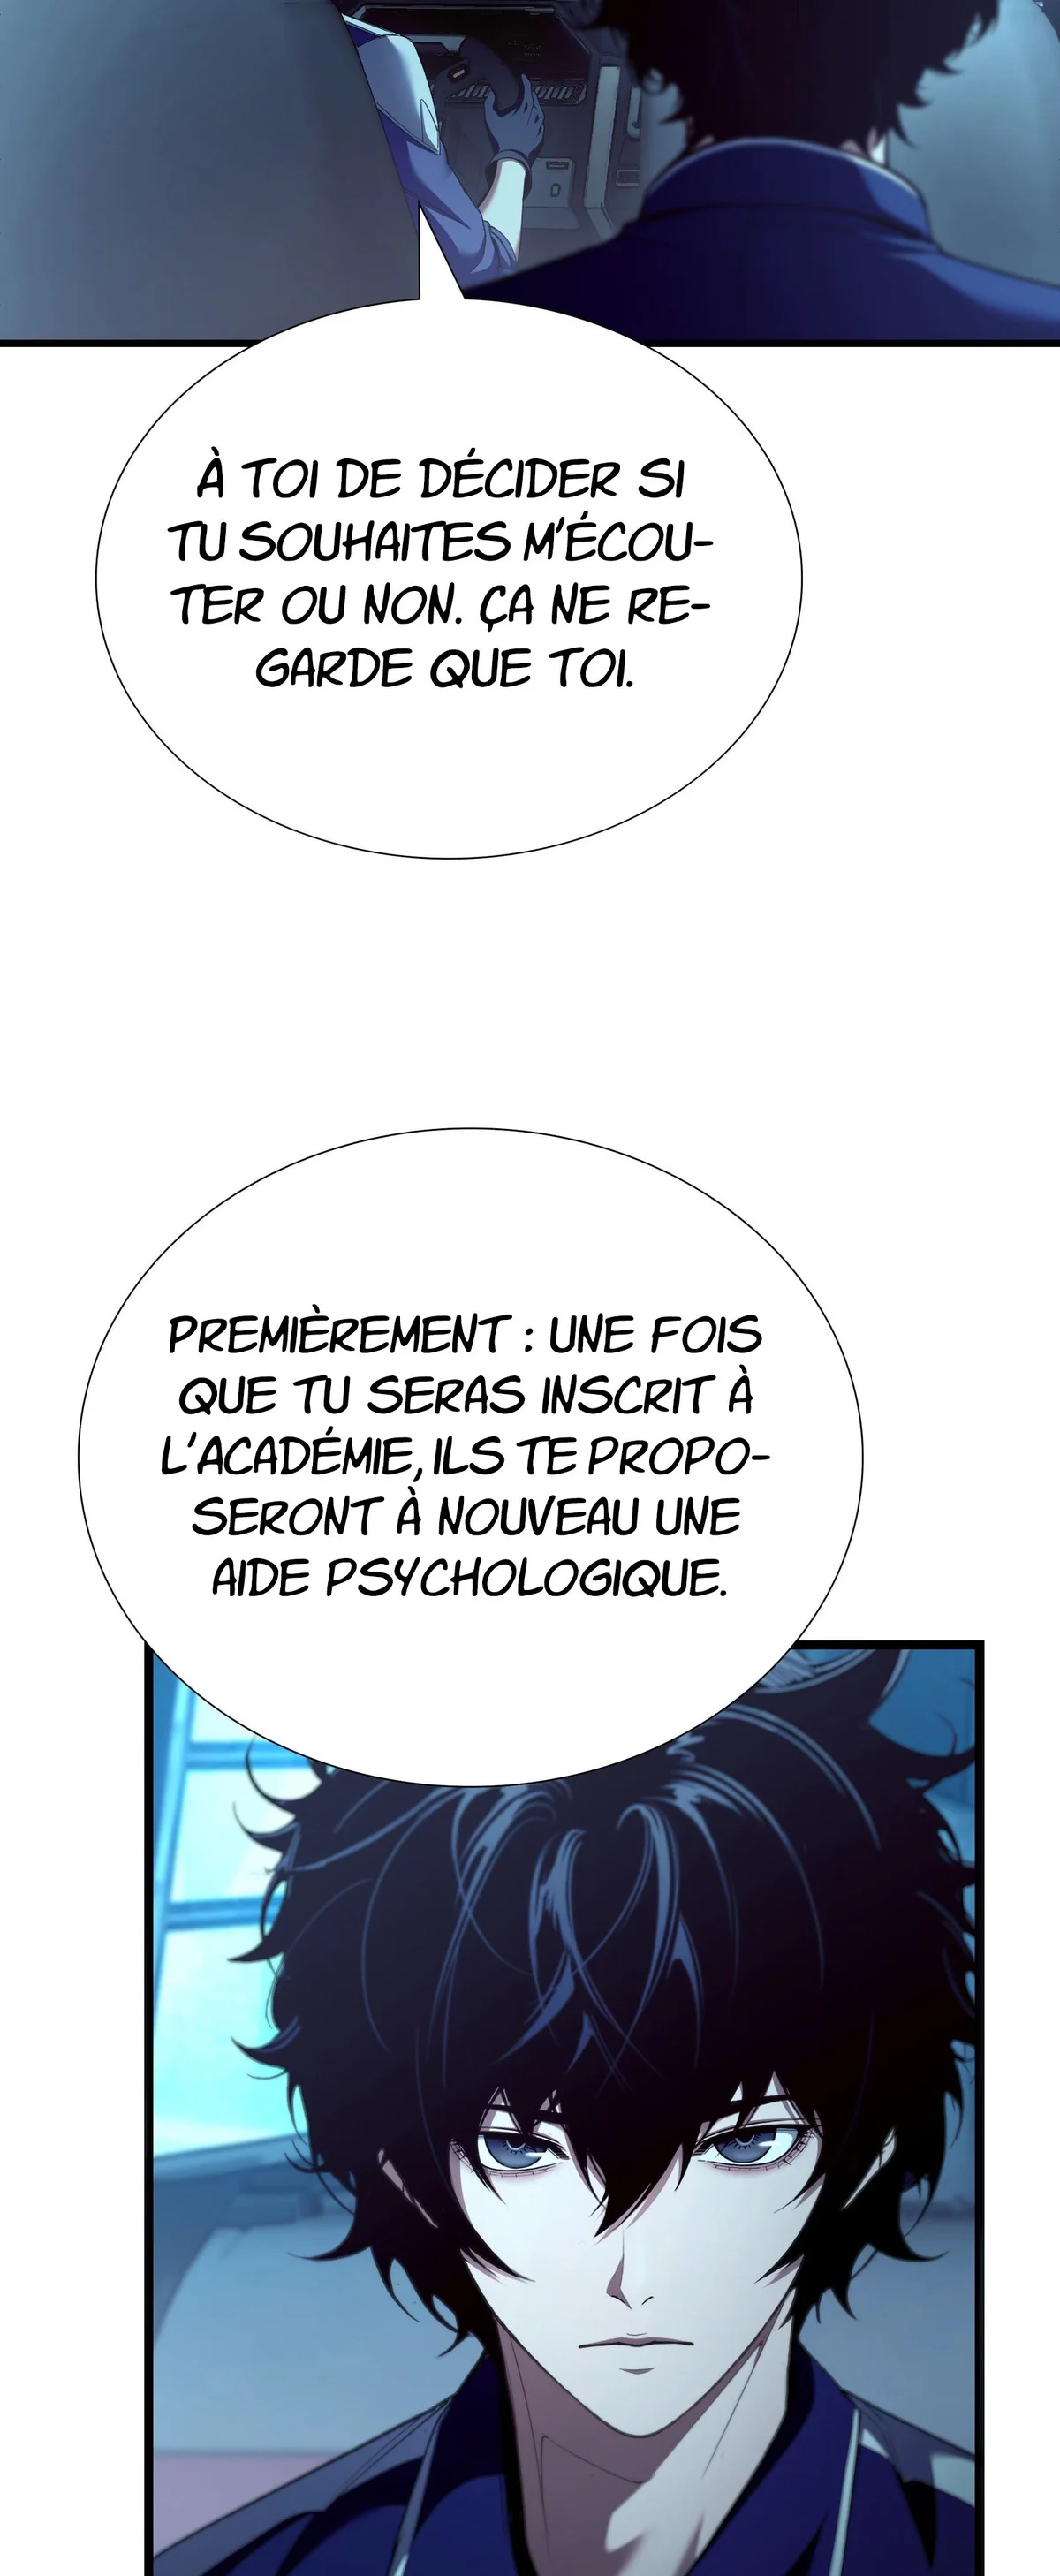 À TOI DE DÉCIDER SI
TU SOUHAITES M'ÉCOU-
TER OU NON. ÇA NE RE-
GARDE QUE TOI.
PREMIÈREMENT : UNE FOIS
QUE TU SERAS INSCRIT À
L'ACADÉMIE, ILS TE PROPO-
SERONT À NOUVEAU UNE
AIDE PSYCHOLOGIQUE.